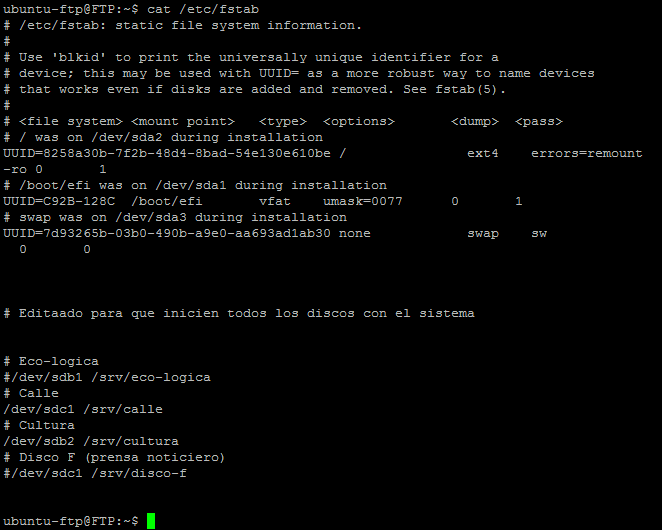 ubuntu-ftp@FTP:~$ cat /etc/fstab
# /etc/fstab: static file system information.
#
# Use 'blkid' to print the universally unique identifier for a
# device; this may be used with UUID= as a more robust way to name devices
# that works even if disks are added and removed. See fstab(5).
#
# <file system> <mount point>   <type>  <options>       <dump>  <pass>
# / was on /dev/sda2 during installation
UUID=8258a30b-7f2b-48d4-8bad-54e130e610be /               ext4    errors=remount
-ro 0       1
# /boot/efi was on /dev/sda1 during installation
UUID=C92B-128C  /boot/efi       vfat    umask=0077      0       1
# swap was on /dev/sda3 during installation
UUID=7d93265b-03b0-490b-a9e0-aa693ad1ab30 none            swap    sw
  0       0
# Editaado para que inicien todos los discos con el sistema
# Eco-logica
#/dev/sdb1 /srv/eco-logica
# Calle
/dev/sdc1 /srv/calle
# Cultura
/dev/sdb2 /srv/cultura
# Disco F (prensa noticiero)
#/dev/sdc1 /srv/disco-f
ubuntu-ftp@FTP:~$